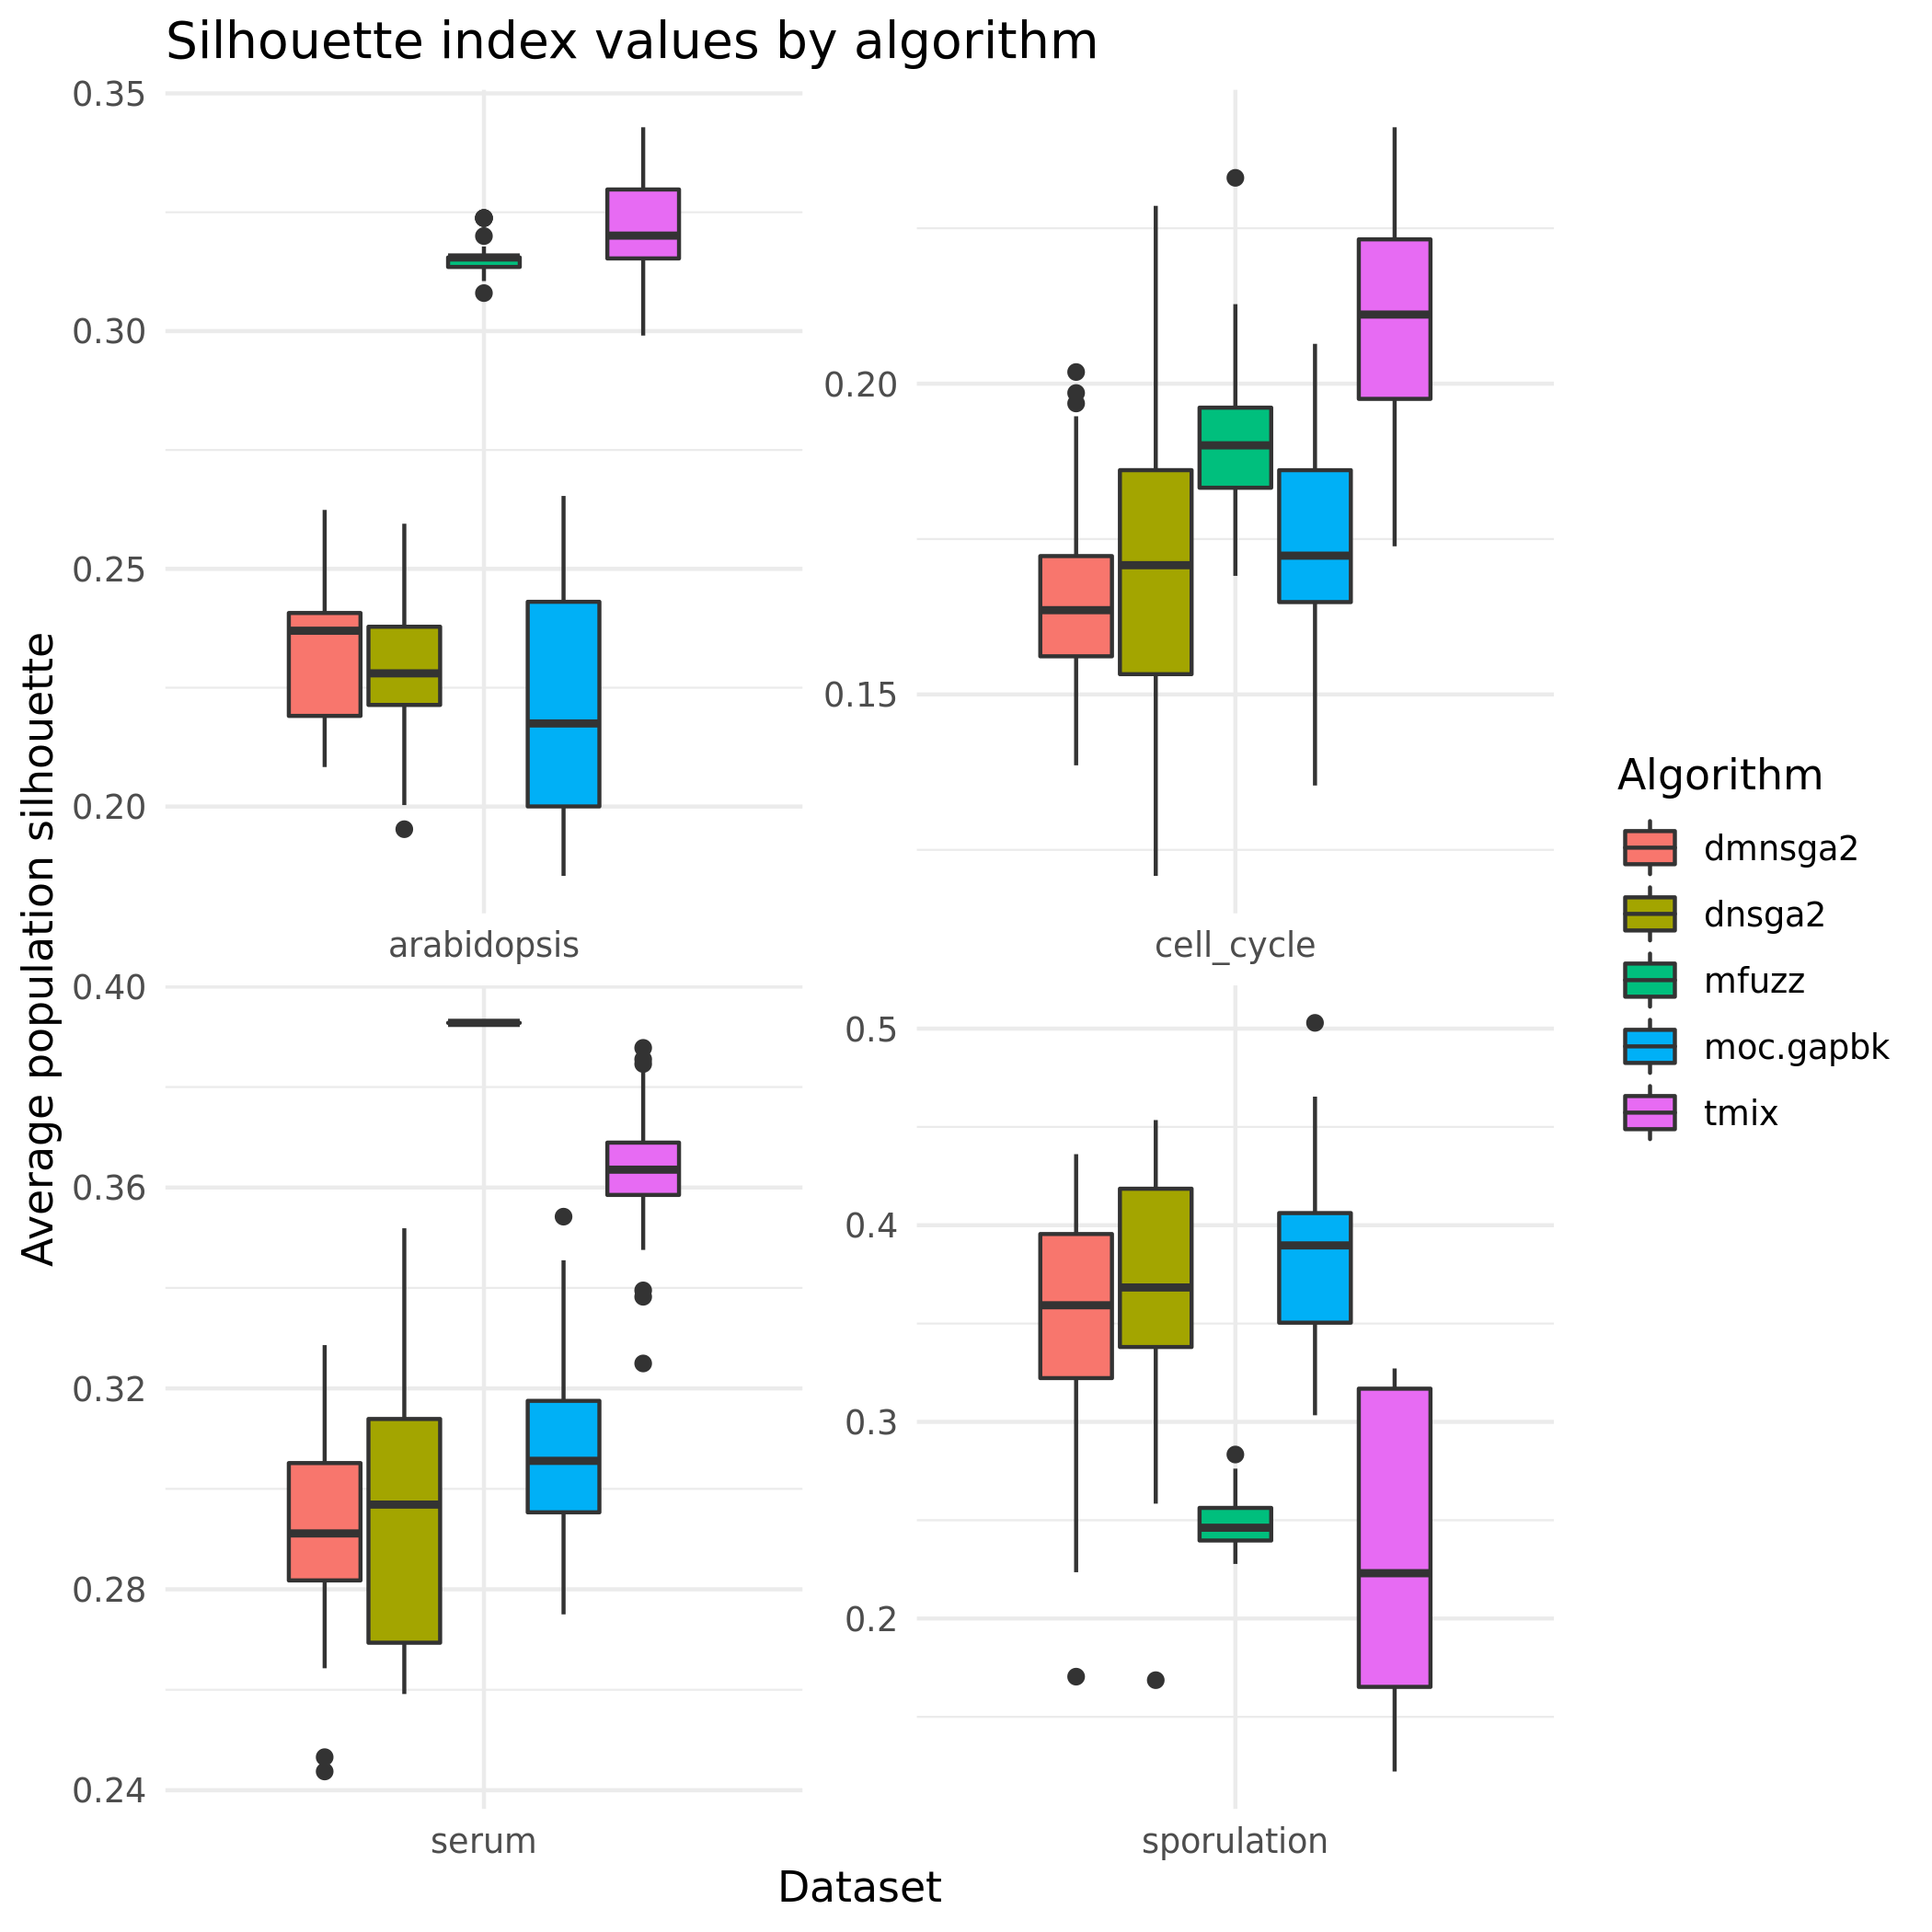 Silhouette index values by algorithm
Average population silhouette
0.35
0.30
0.25
0.20
arabidopsis
0.20
0.15
cell_cycle
0.40
0.36
0.32
0.28
0.24
serum
0.5
0.4
0.3
0.2
sporulation
Dataset
Algorithm
dmnsga2
dnsga2
mfuzz
moc.gapbk
tmix